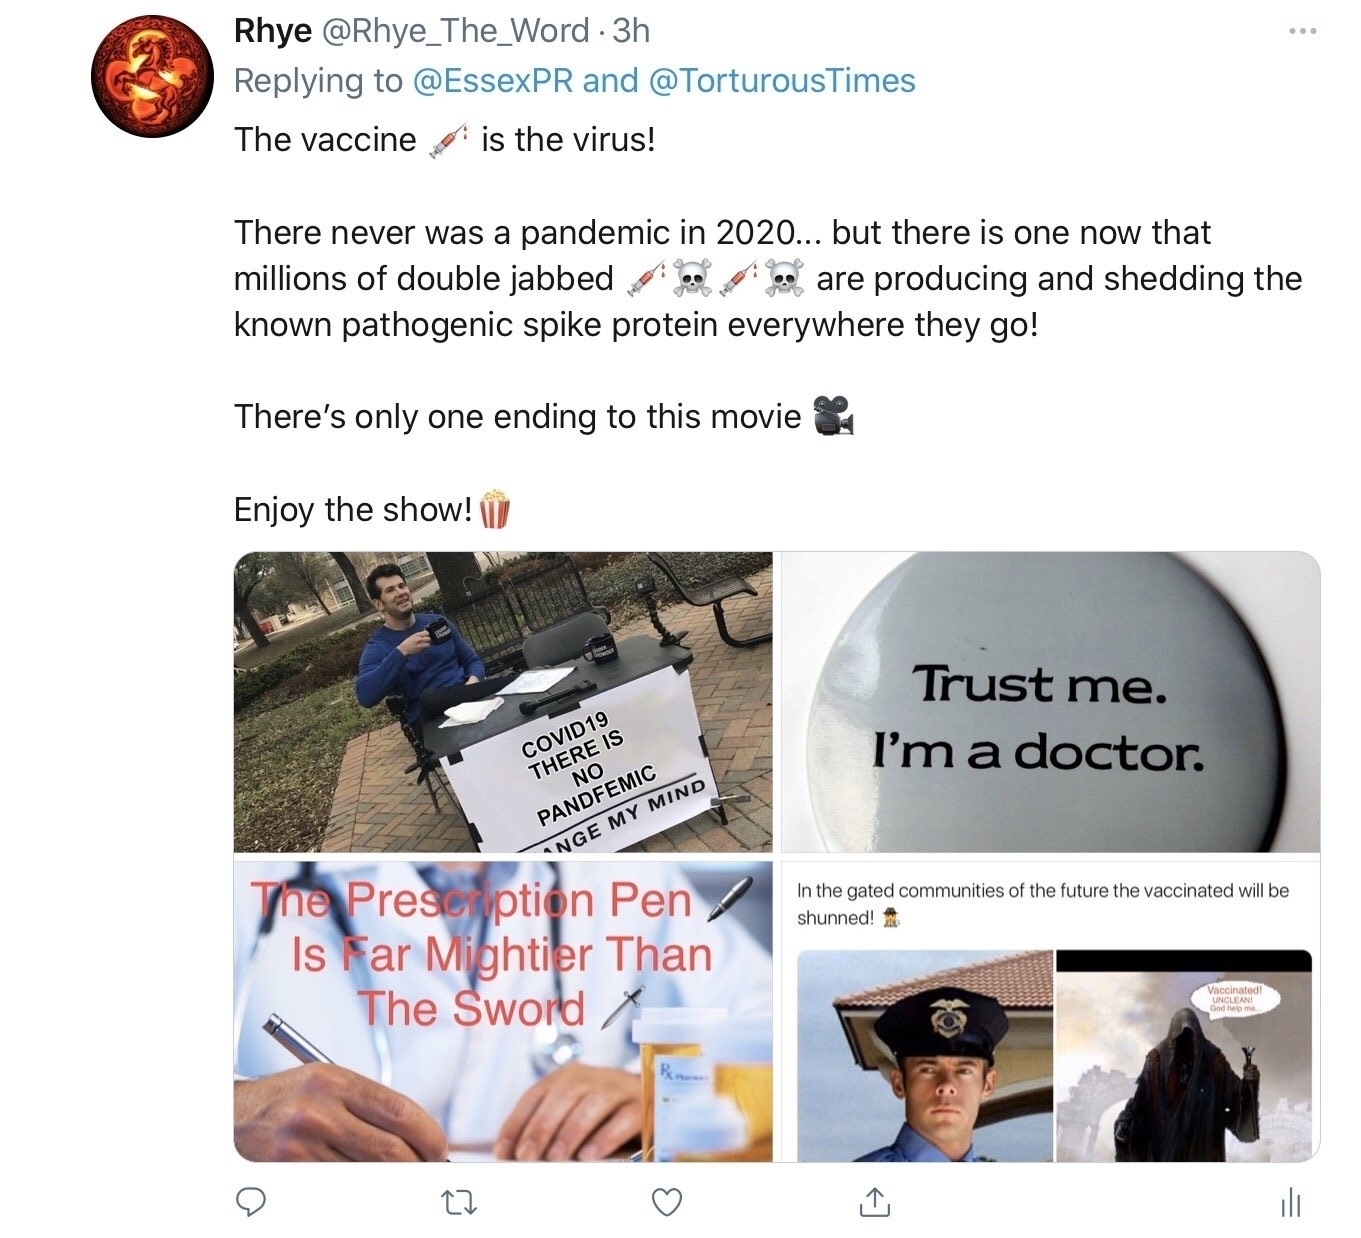 Rhye @Rhye_The_Word · 3h
Replying to @EssexPR and @TorturousTimes
The vaccine 💉 is the virus!
There never was a pandemic in 2020... but there is one now that
millions of double jabbed 💉☠️💉☠️ are producing and shedding the
known pathogenic spike protein everywhere they go!
There’s only one ending to this movie 🎥
Enjoy the show!🍿
COVID19
THERE IS
NO
PANDFEMIC
ANGE MY MIND
Trust me.
I’m a doctor.
The Prescription Pen
Is Far Mightier Than
The Sword
Rx Pharmacy
In the gated communities of the future the vaccinated will be
shunned!
Vaccinated!
UNCLEAN!
God help me...